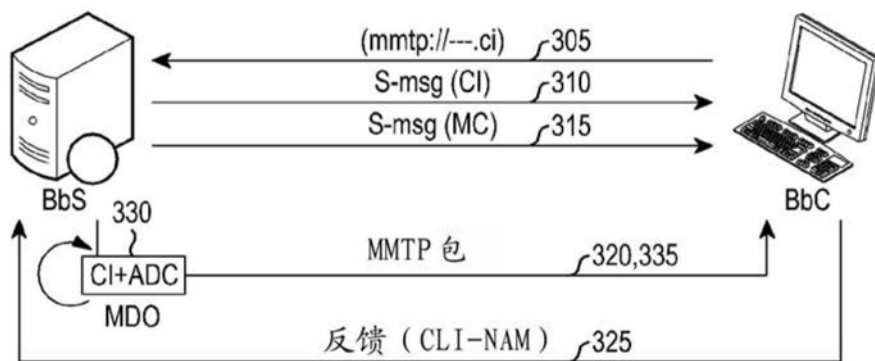 (mmtp://---.ci)
305
S-msg (CI)
310
S-msg (MC)
315
BbS
BbC
330
MMTP 包
CI+ADC
320,335
MDO
反馈（CLI-NAM）
325